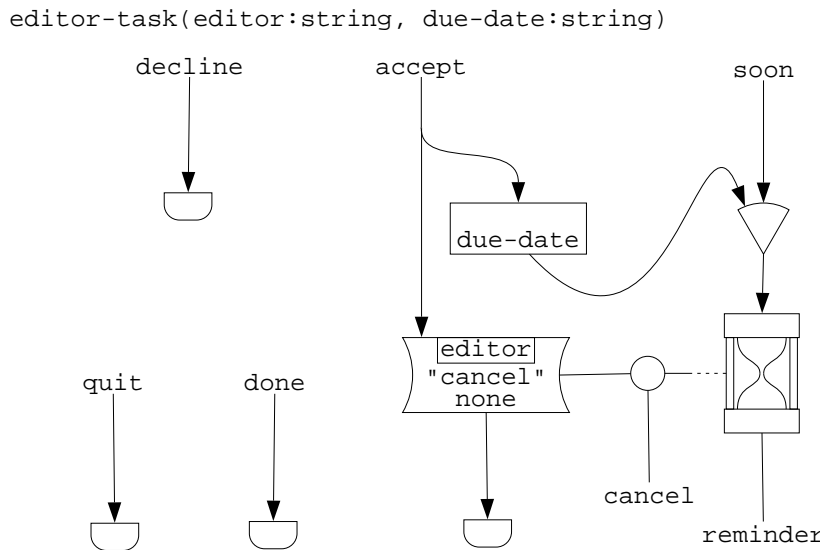 editor-task(editor:string, due-date:string)
decline
accept
soon
due-date
editor
"cancel"
none
quit
done
cancel
reminder